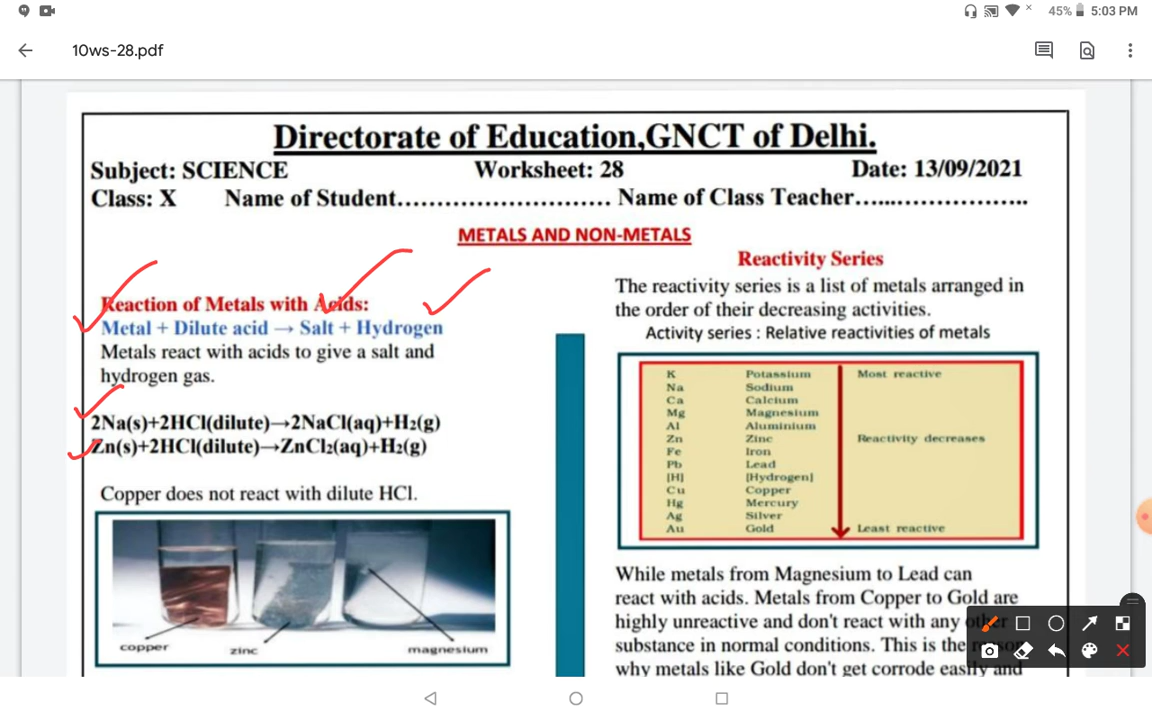 45% 5:03 PM
10ws-28.pdf
Directorate of Education,GNCT of Delhi.
Subject: SCIENCE Worksheet: 28 Date: 13/09/2021
Class: X Name of Student……………………… Name of Class Teacher…...……………..
METALS AND NON-METALS
Reaction of Metals with Acids:
Metal + Dilute acid → Salt + Hydrogen
Metals react with acids to give a salt and
hydrogen gas.
2Na(s)+2HCl(dilute)→2NaCl(aq)+H₂(g)
Zn(s)+2HCl(dilute)→ZnCl₂(aq)+H₂(g)
Copper does not react with dilute HCl.
copper zinc magnesium
Reactivity Series
The reactivity series is a list of metals arranged in
the order of their decreasing activities.
Activity series : Relative reactivities of metals
K Potassium Most reactive
Na Sodium
Ca Calcium
Mg Magnesium
Al Aluminium
Zn Zinc Reactivity decreases
Fe Iron
Pb Lead
[H] [Hydrogen]
Cu Copper
Hg Mercury
Ag Silver
Au Gold Least reactive
While metals from Magnesium to Lead can
react with acids. Metals from Copper to Gold are
highly unreactive and don't react with any other
substance in normal conditions. This is the reason
why metals like Gold don't get corrode easily and